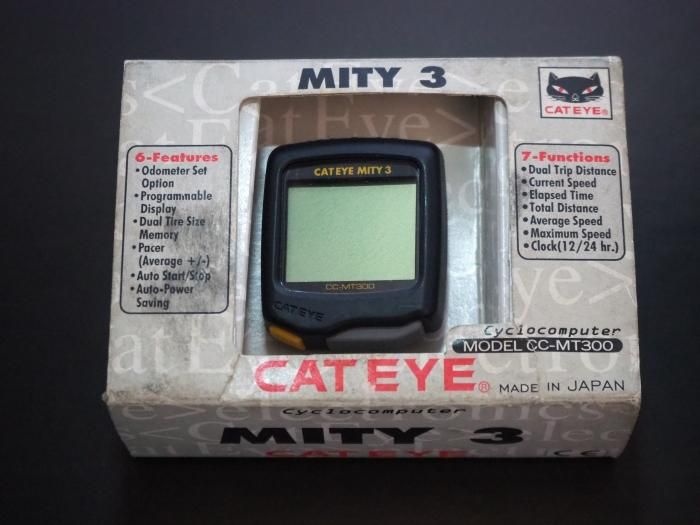 MITY 3
CATEYE®
6-Features
•Odometer Set
Option
•Programmable
Display
•Dual Tire Size
Memory
•Pacer
(Average +/-)
•Auto Start/Stop
•Auto-Power
Saving
CATEYE MITY 3
CC-MT300
CATEYE
7-Functions
•Dual Trip Distance
•Current Speed
•Elapsed Time
•Total Distance
•Average Speed
•Maximum Speed
•Clock(12/24 hr.)
Cyclocomputer
MODEL CC-MT300
CATEYE® MADE IN JAPAN
Cyclocomputer
MITY 3
CATEYE
CE